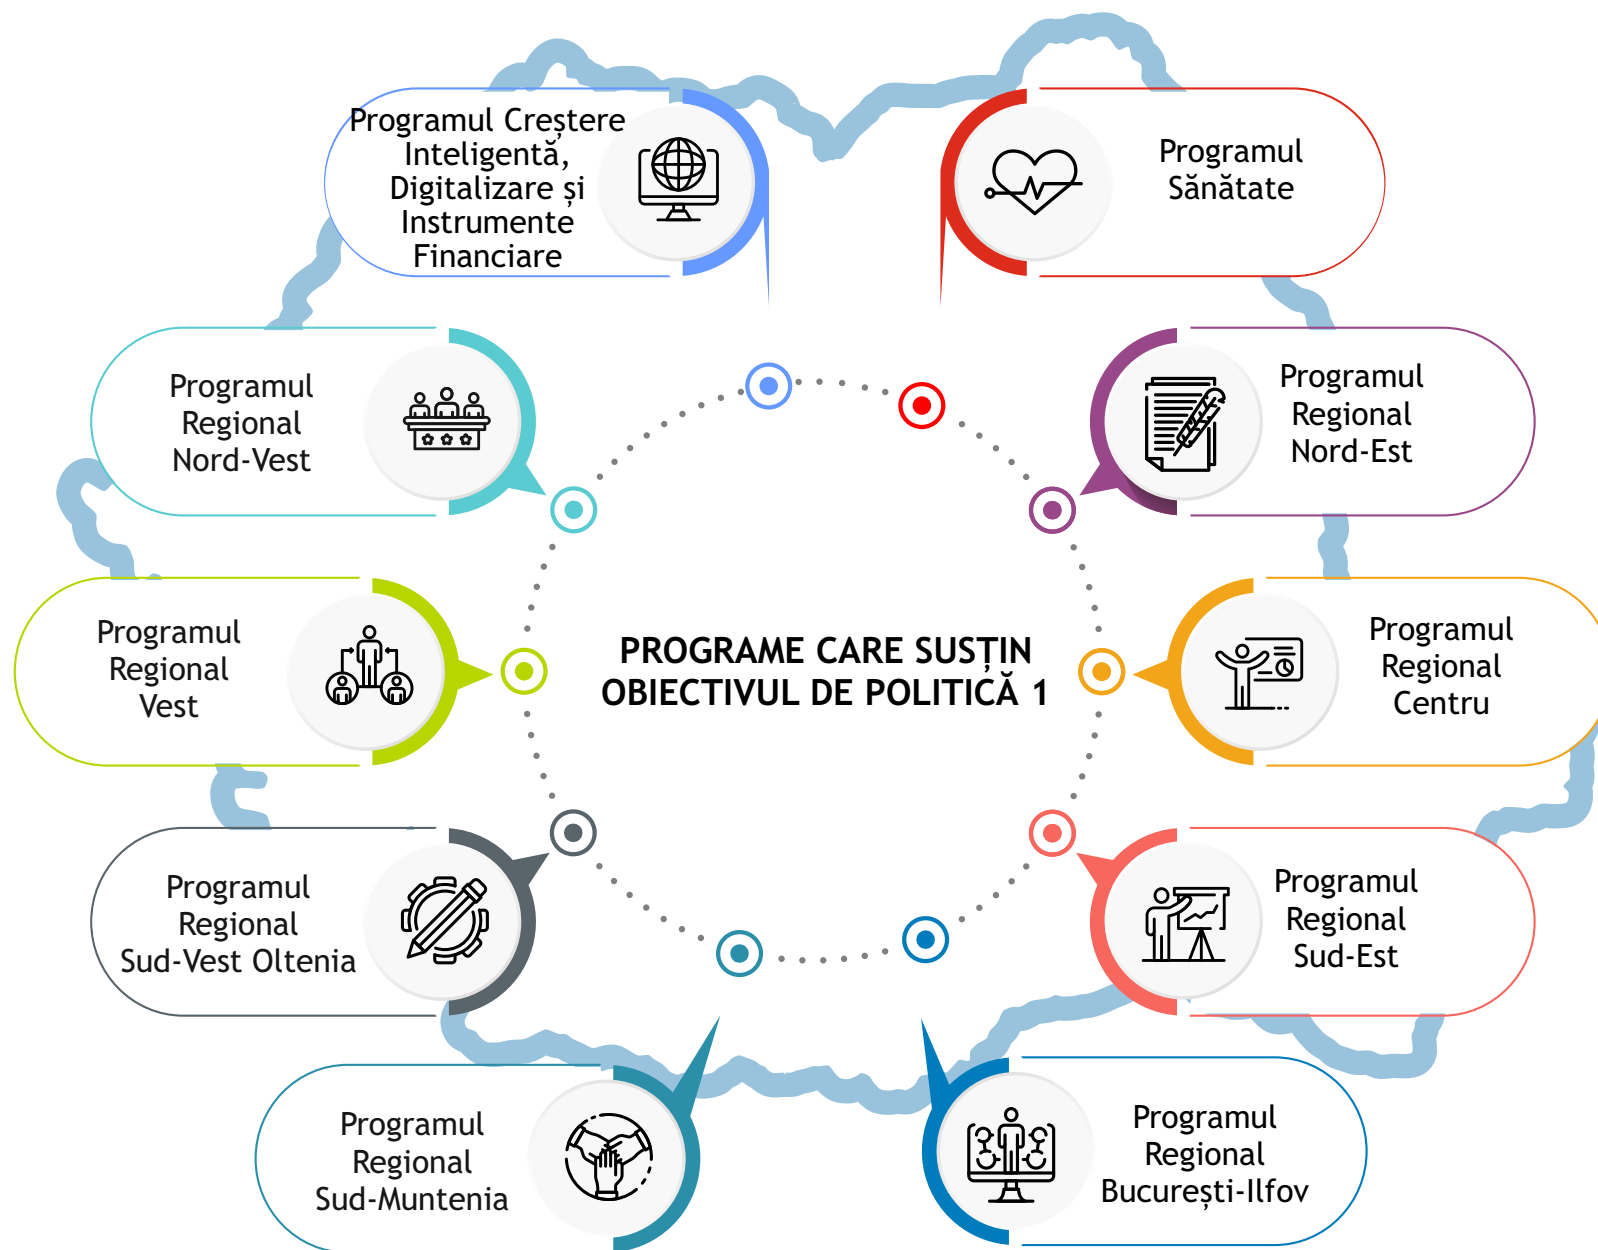 Programul Creștere
Inteligentă,
Digitalizare și
Instrumente
Financiare
Programul
Sănătate
Programul
Regional
Nord-Vest
Programul
Regional
Nord-Est
Programul
Regional
Vest
PROGRAME CARE SUSȚIN
OBIECTIVUL DE POLITICĂ 1
Programul
Regional
Centru
Programul
Regional
Sud-Vest Oltenia
Programul
Regional
Sud-Est
Programul
Regional
Sud-Muntenia
Programul
Regional
București-Ilfov